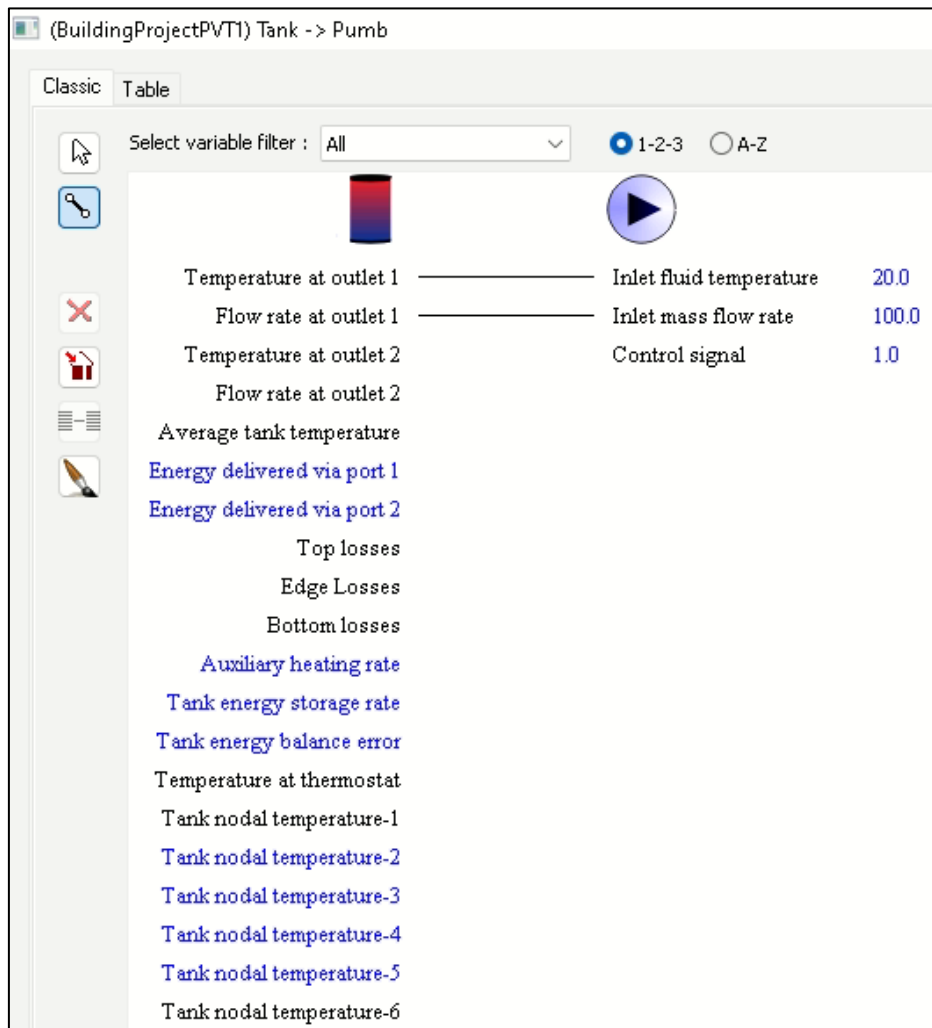 (BuildingProjectPVT1) Tank -> Pumb
Classic Table
Select variable filter : All 1-2-3 A-Z
Temperature at outlet 1 Inlet fluid temperature 20.0
Flow rate at outlet 1 Inlet mass flow rate 100.0
Temperature at outlet 2 Control signal 1.0
Flow rate at outlet 2
Average tank temperature
Energy delivered via port 1
Energy delivered via port 2
Top losses
Edge Losses
Bottom losses
Auxiliary heating rate
Tank energy storage rate
Tank energy balance error
Temperature at thermostat
Tank nodal temperature-1
Tank nodal temperature-2
Tank nodal temperature-3
Tank nodal temperature-4
Tank nodal temperature-5
Tank nodal temperature-6